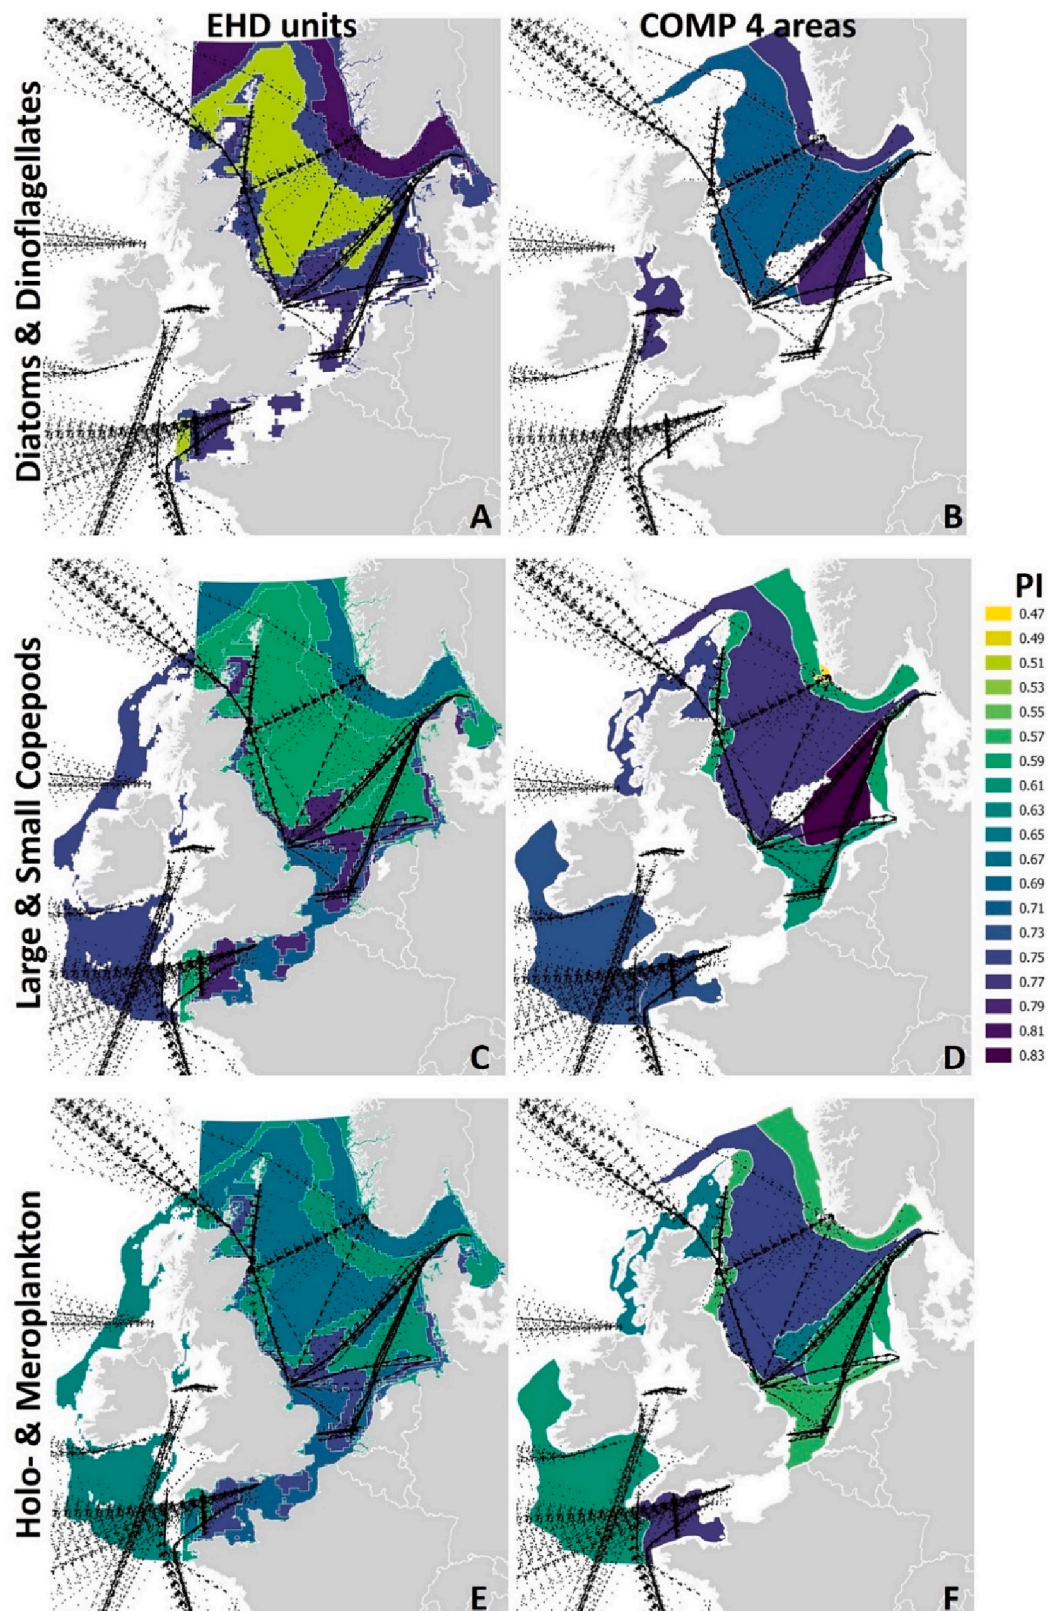 EHD units
COMP 4 areas
Diatoms & Dinoflagellates
A
B
Large & Small Copepods
C
D
PI
0.47
0.49
0.51
0.53
0.55
0.57
0.59
0.61
0.63
0.65
0.67
0.69
0.71
0.73
0.75
0.77
0.79
0.81
0.83
Holo- & Meroplankton
E
F